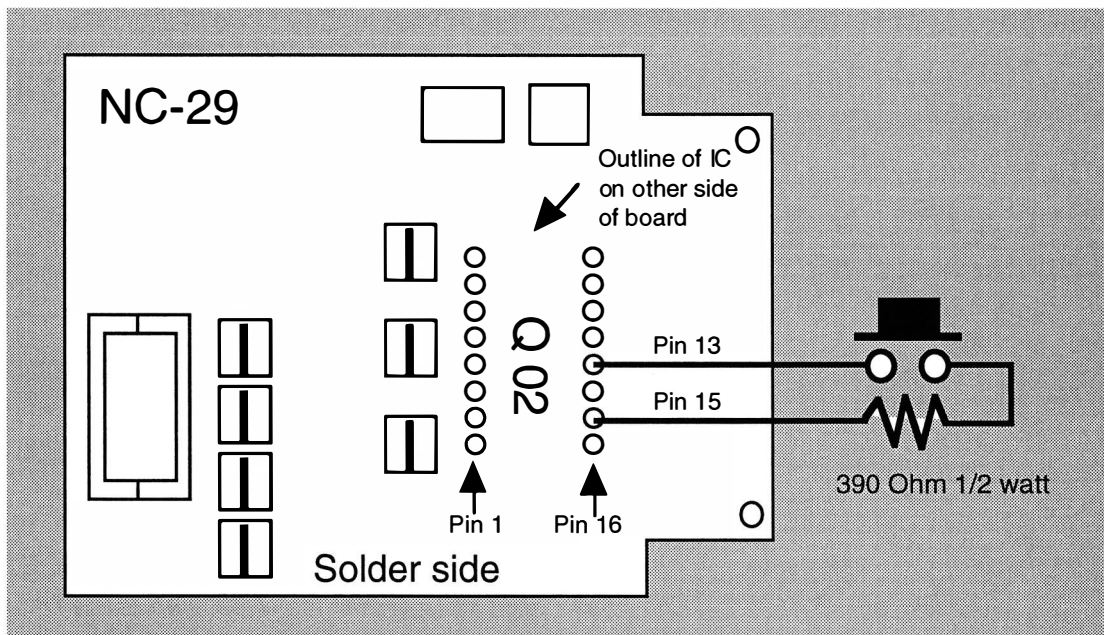 NC-29
Outline of IC
on other side
of board
Q 02
Pin 13
Pin 15
390 Ohm 1/2 watt
Pin 1
Pin 16
Solder side